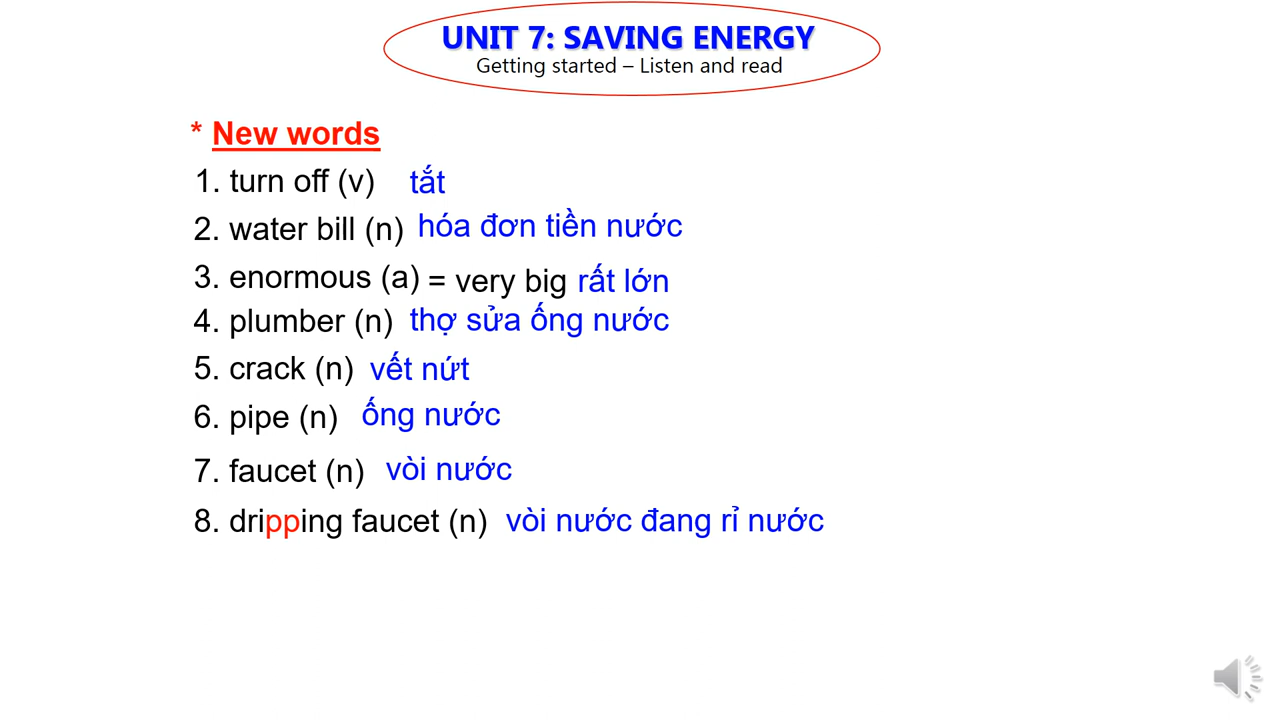 UNIT 7: SAVING ENERGY
Getting started – Listen and read
* New words
1. turn off (v) tắt
2. water bill (n) hóa đơn tiền nước
3. enormous (a) = very big rất lớn
4. plumber (n) thợ sửa ống nước
5. crack (n) vết nứt
6. pipe (n) ống nước
7. faucet (n) vòi nước
8. dripping faucet (n) vòi nước đang rỉ nước